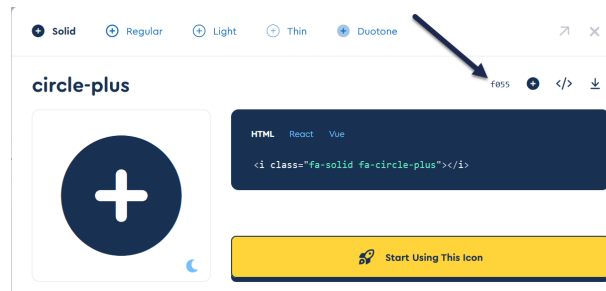 Solid Regular Light Thin Duotone
circle-plus
f055 </>
HTML React Vue
<i class="fa-solid fa-circle-plus"></i>
Start Using This Icon